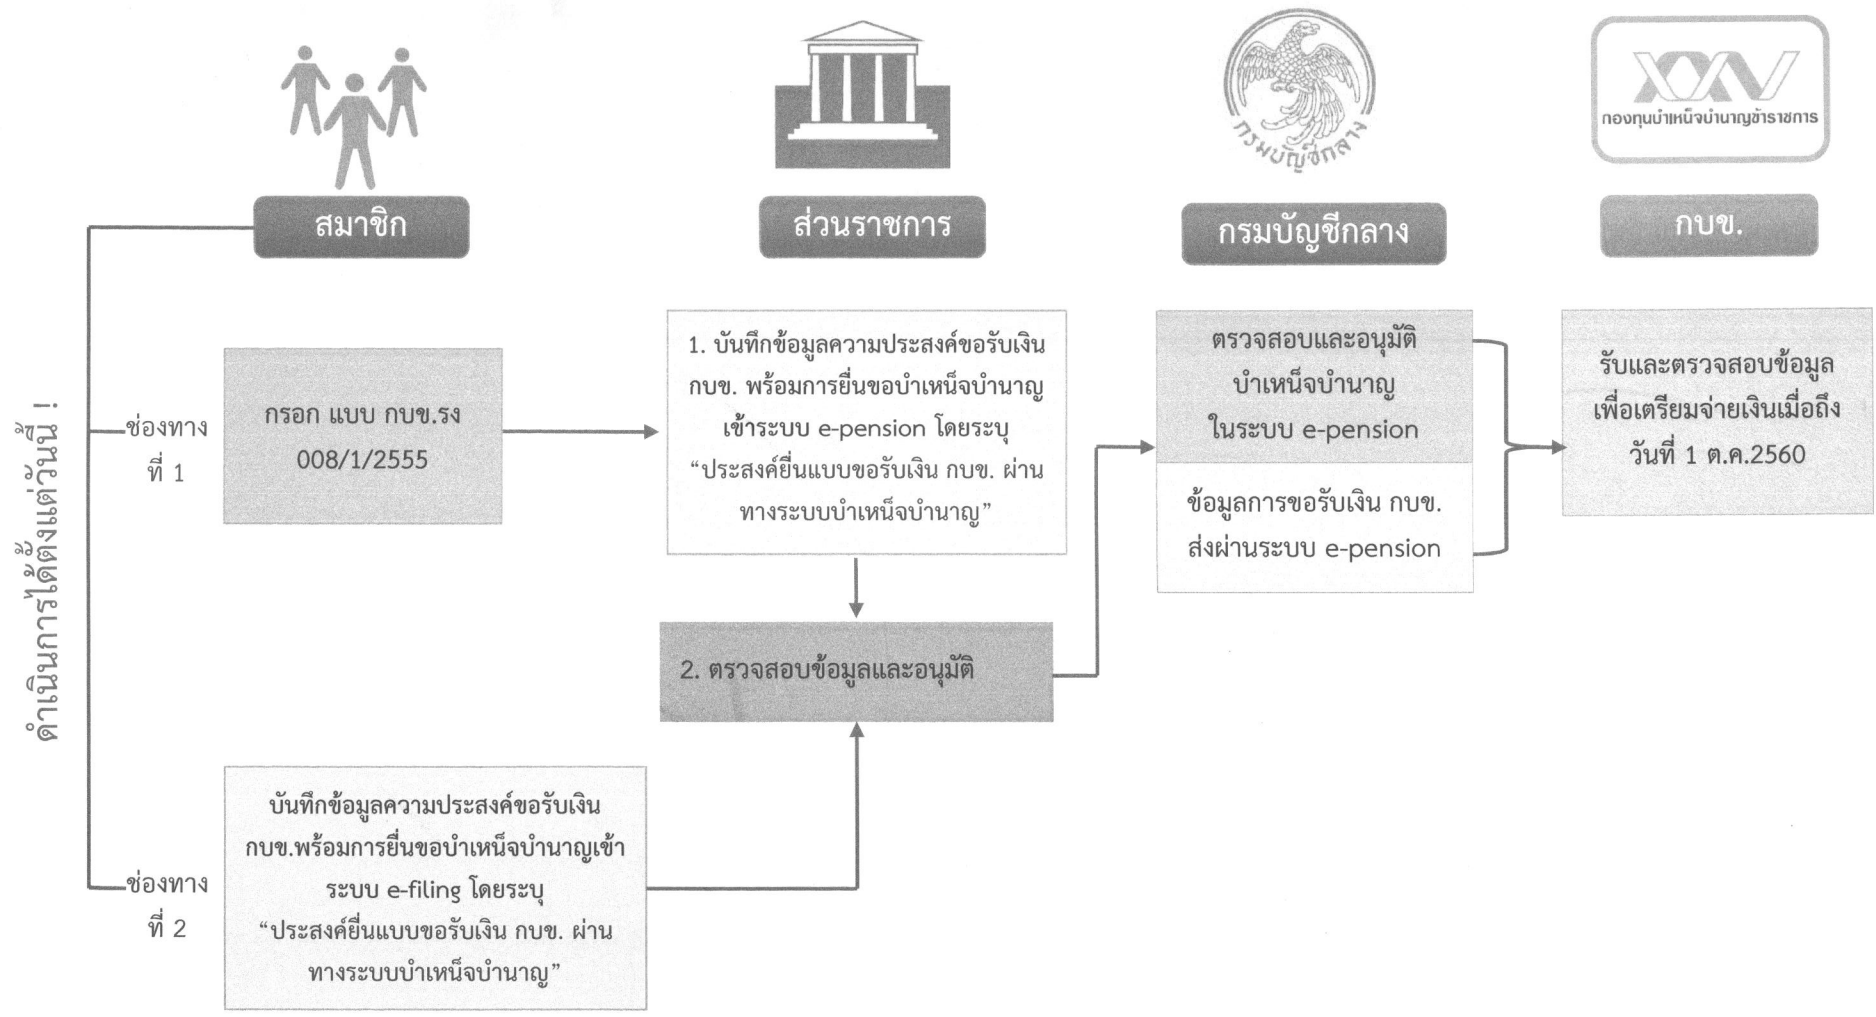 กรมบัญชีกลาง
กองทุนบำเหน็จบำนาญข้าราชการ
สมาชิก
ส่วนราชการ
กรมบัญชีกลาง
กบข.
ดำเนินการได้ตั้งแต่วันนี้ !
ช่องทาง
ที่ 1
กรอก แบบ กบข.รง
008/1/2555
1. บันทึกข้อมูลความประสงค์ขอรับเงิน
กบข. พร้อมการยื่นขอบำเหน็จบำนาญ
เข้าระบบ e-pension โดยระบุ
“ประสงค์ยื่นแบบขอรับเงิน กบข. ผ่าน
ทางระบบบำเหน็จบำนาญ”
2. ตรวจสอบข้อมูลและอนุมัติ
ตรวจสอบและอนุมัติ
บำเหน็จบำนาญ
ในระบบ e-pension
ข้อมูลการขอรับเงิน กบข.
ส่งผ่านระบบ e-pension
รับและตรวจสอบข้อมูล
เพื่อเตรียมจ่ายเงินเมื่อถึง
วันที่ 1 ต.ค.2560
ช่องทาง
ที่ 2
บันทึกข้อมูลความประสงค์ขอรับเงิน
กบข.พร้อมการยื่นขอบำเหน็จบำนาญเข้า
ระบบ e-filing โดยระบุ
“ประสงค์ยื่นแบบขอรับเงิน กบข. ผ่าน
ทางระบบบำเหน็จบำนาญ”